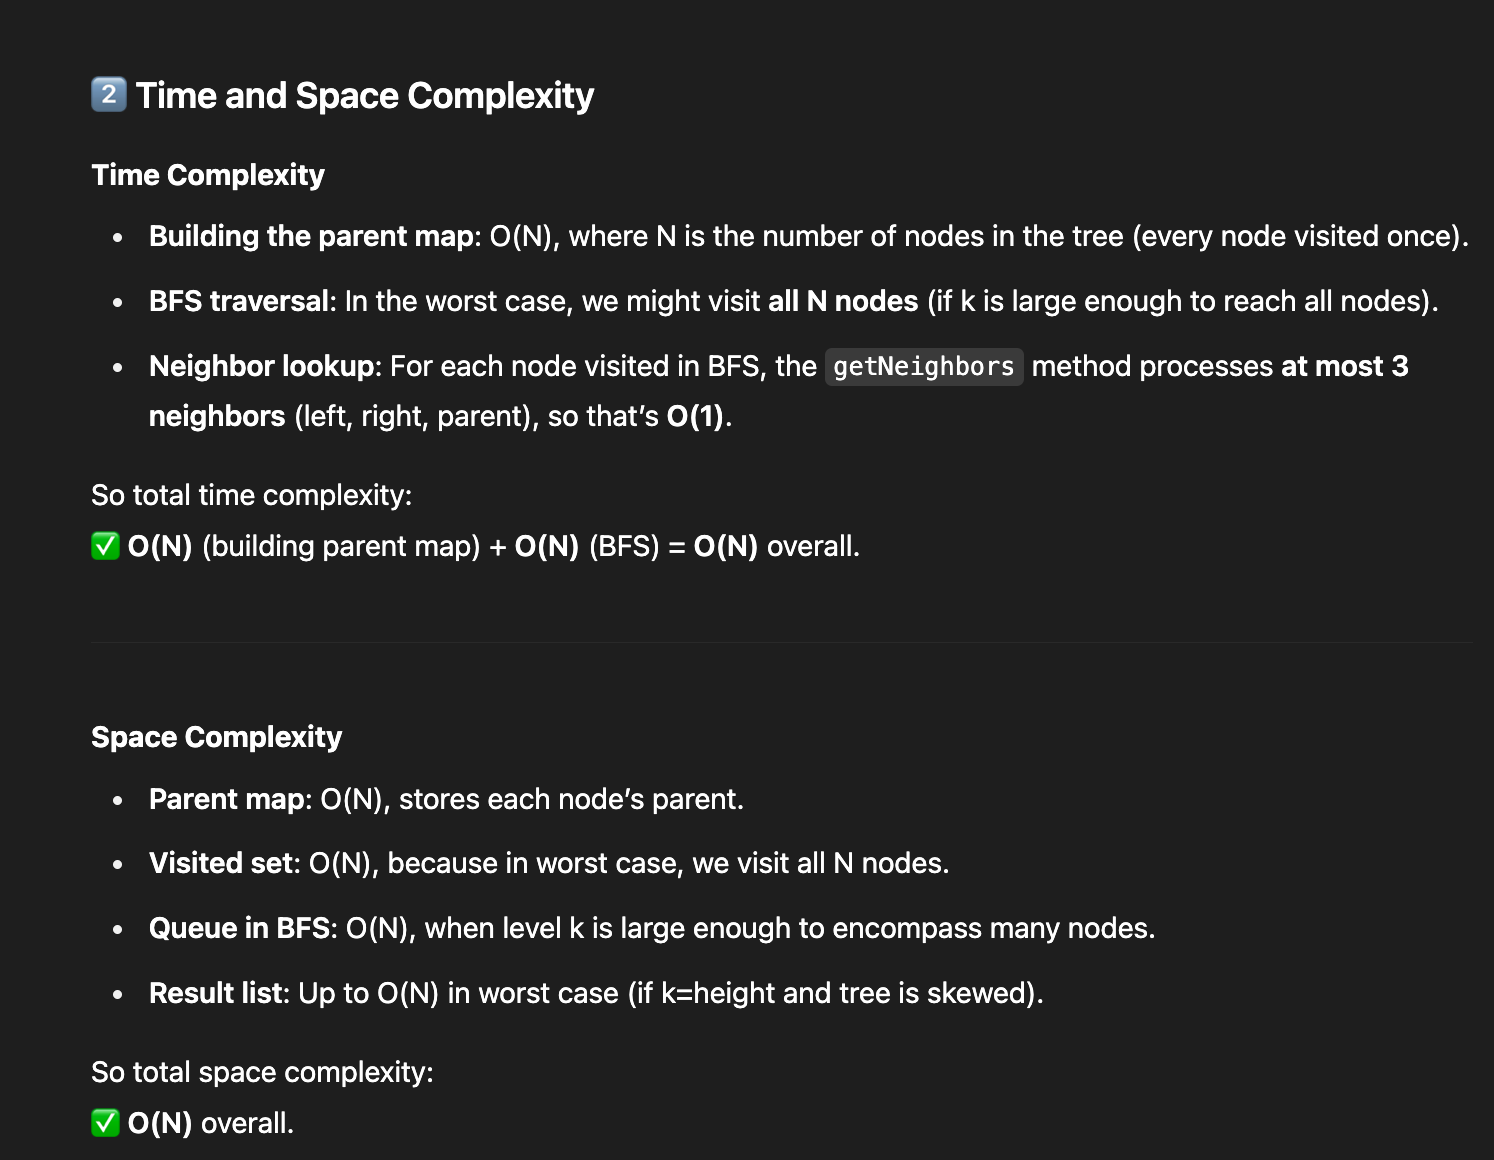 2️⃣ Time and Space Complexity
Time Complexity
• Building the parent map: O(N), where N is the number of nodes in the tree (every node visited once).
• BFS traversal: In the worst case, we might visit all N nodes (if k is large enough to reach all nodes).
• Neighbor lookup: For each node visited in BFS, the getNeighbors method processes at most 3
neighbors (left, right, parent), so that’s O(1).
So total time complexity:
✅ O(N) (building parent map) + O(N) (BFS) = O(N) overall.
Space Complexity
• Parent map: O(N), stores each node’s parent.
• Visited set: O(N), because in worst case, we visit all N nodes.
• Queue in BFS: O(N), when level k is large enough to encompass many nodes.
• Result list: Up to O(N) in worst case (if k=height and tree is skewed).
So total space complexity:
✅ O(N) overall.